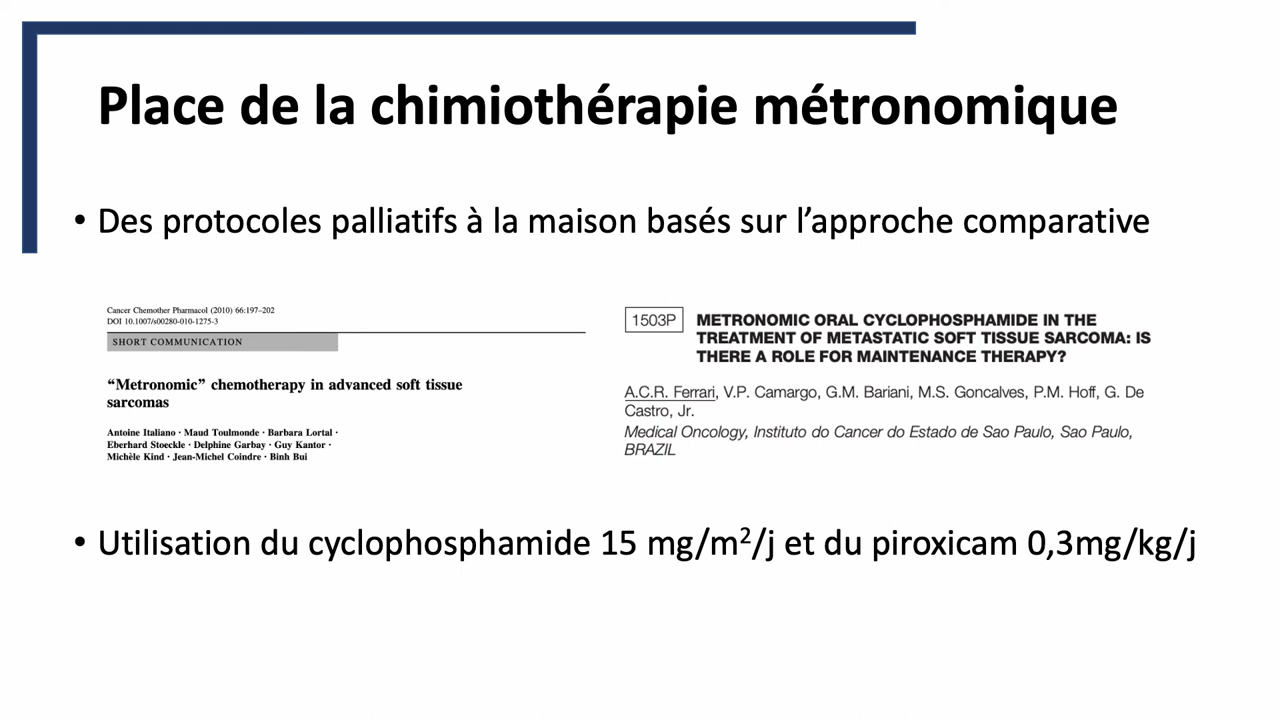 Place de la chimiothérapie métronomique
• Des protocoles palliatifs à la maison basés sur l'approche comparative
Cancer Chemother Pharmacol (2010) 66:197–202
DOI 10.1007/s00280-010-1275-3
SHORT COMMUNICATION
“Metronomic” chemotherapy in advanced soft tissue
sarcomas
Antoine Italiano · Maud Toulmonde · Barbara Lortal ·
Eberhard Stoeckle · Delphine Garbay · Guy Kantor ·
Michèle Kind · Jean-Michel Coindre · Binh Bui
1503P
METRONOMIC ORAL CYCLOPHOSPHAMIDE IN THE
TREATMENT OF METASTATIC SOFT TISSUE SARCOMA: IS
THERE A ROLE FOR MAINTENANCE THERAPY?
A.C.R. Ferrari, V.P. Camargo, G.M. Bariani, M.S. Goncalves, P.M. Hoff, G. De
Castro, Jr.
Medical Oncology, Instituto do Cancer do Estado de Sao Paulo, Sao Paulo,
BRAZIL
• Utilisation du cyclophosphamide 15 mg/m²/j et du piroxicam 0,3mg/kg/j